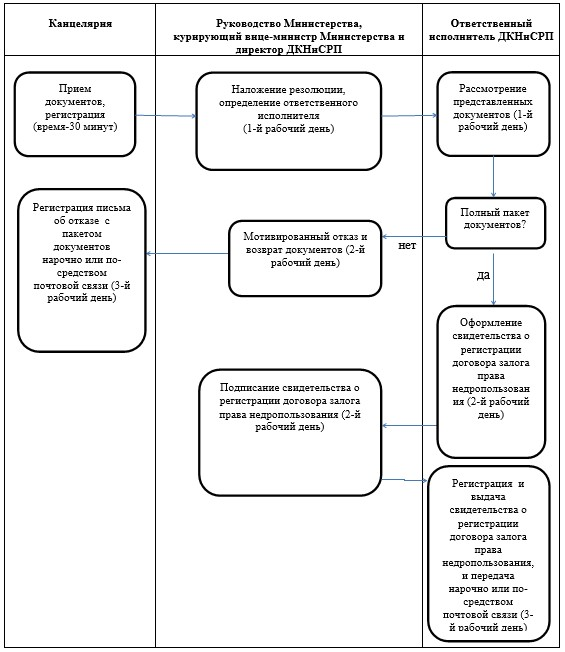 Канцелярия
Руководство Министерства,
курирующий вице-министр Министерства и
директор ДКНиСРП
Ответственный
исполнитель ДКНиСРП
Прием
документов,
регистрация
(время-30 минут)
Наложение резолюции,
определение ответственного
исполнителя
(1-й рабочий день)
Рассмотрение
представленных
документов (1-й
рабочий день)
Полный пакет
документов?
нет
да
Мотивированный отказ и
возврат документов (2-й
рабочий день)
Регистрация письма
об отказе с
пакетом
документов
нарочно или по-
средством
почтовой связи (3-й
рабочий день)
Оформление
свидетельства о
регистрации
договора залога
права
недропользован
ия (2-й рабочий
день)
Подписание свидетельства о
регистрации договора залога
права недропользования (2-й
рабочий день)
Регистрация и
выдача
свидетельства о
регистрации
договора залога
права
недропользования,
и передача
нарочно или по-
средством
почтовой связи (3-
й рабочий день)